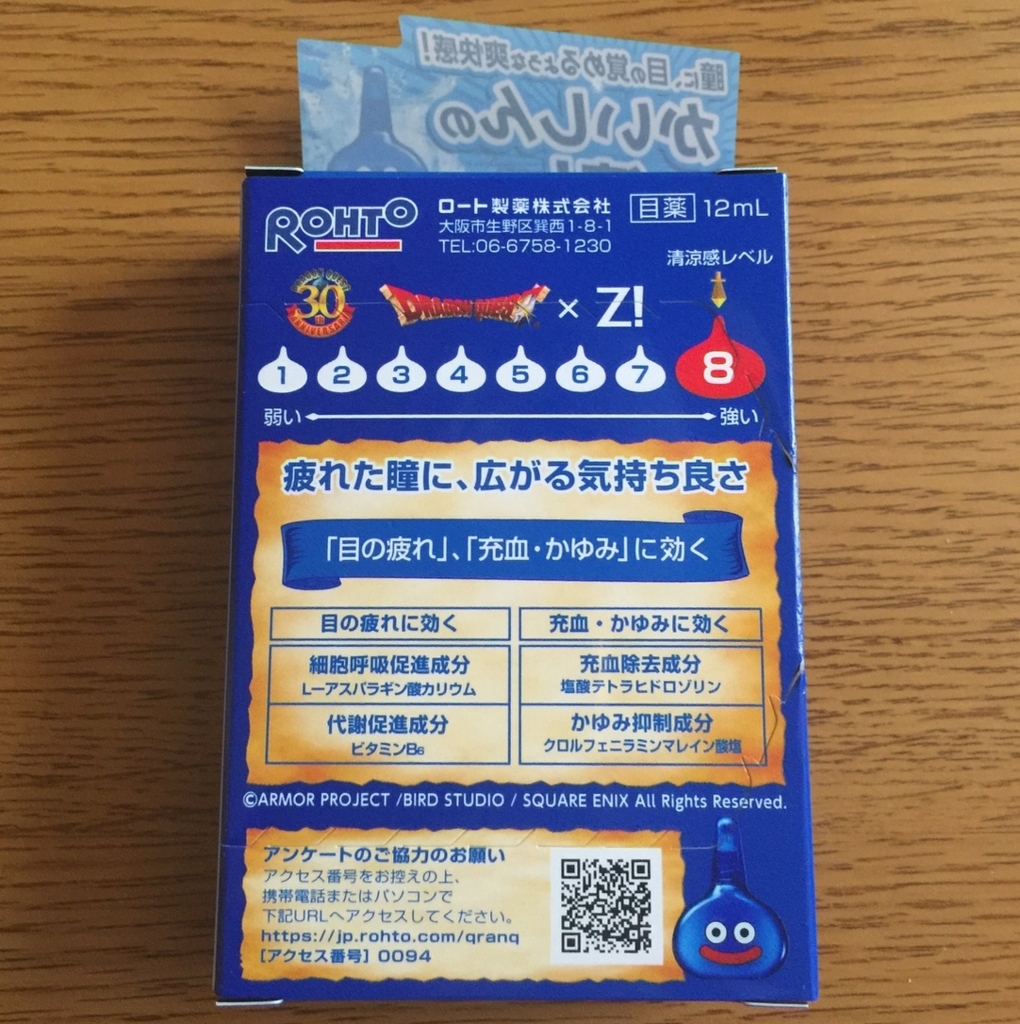 瞳に、目の覚めるような爽快感！
かいしんの
ROHTO
ロート製薬株式会社
大阪市生野区巽西1-8-1
TEL:06-6758-1230
目薬 12mL
清涼感レベル
DRAGON QUEST
30TH
ANNIVERSARY
DRAGON QUEST × Z!
1 2 3 4 5 6 7 8
弱い 強い
疲れた瞳に、広がる気持ち良さ
「目の疲れ」、「充血・かゆみ」に効く
目の疲れに効く
細胞呼吸促進成分
L-アスパラギン酸カリウム
代謝促進成分
ビタミンB6
充血・かゆみに効く
充血除去成分
塩酸テトラヒドロゾリン
かゆみ抑制成分
クロルフェニラミンマレイン酸塩
©ARMOR PROJECT /BIRD STUDIO / SQUARE ENIX All Rights Reserved.
アンケートのご協力のお願い
アクセス番号をお控えの上、
携帯電話またはパソコンで
下記URLへアクセスしてください。
https://jp.rohto.com/qranq
[アクセス番号] 0094